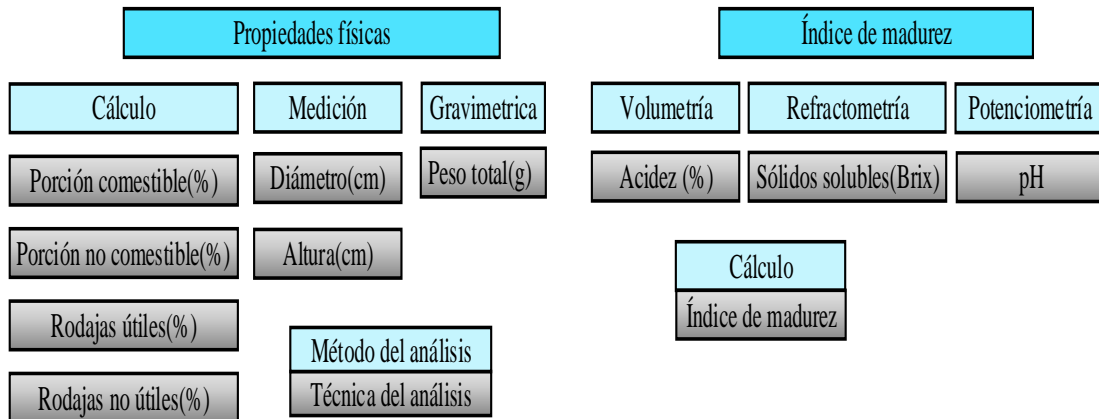 Propiedades físicas
Índice de madurez
Cálculo
Medición
Gravimetrica
Volumetría
Refractometría
Potenciometría
Porción comestible(%)
Diámetro(cm)
Peso total(g)
Acidez (%)
Sólidos solubles(Brix)
pH
Porción no comestible(%)
Altura(cm)
Cálculo
Índice de madurez
Rodajas útiles(%)
Método del análisis
Técnica del análisis
Rodajas no útiles(%)